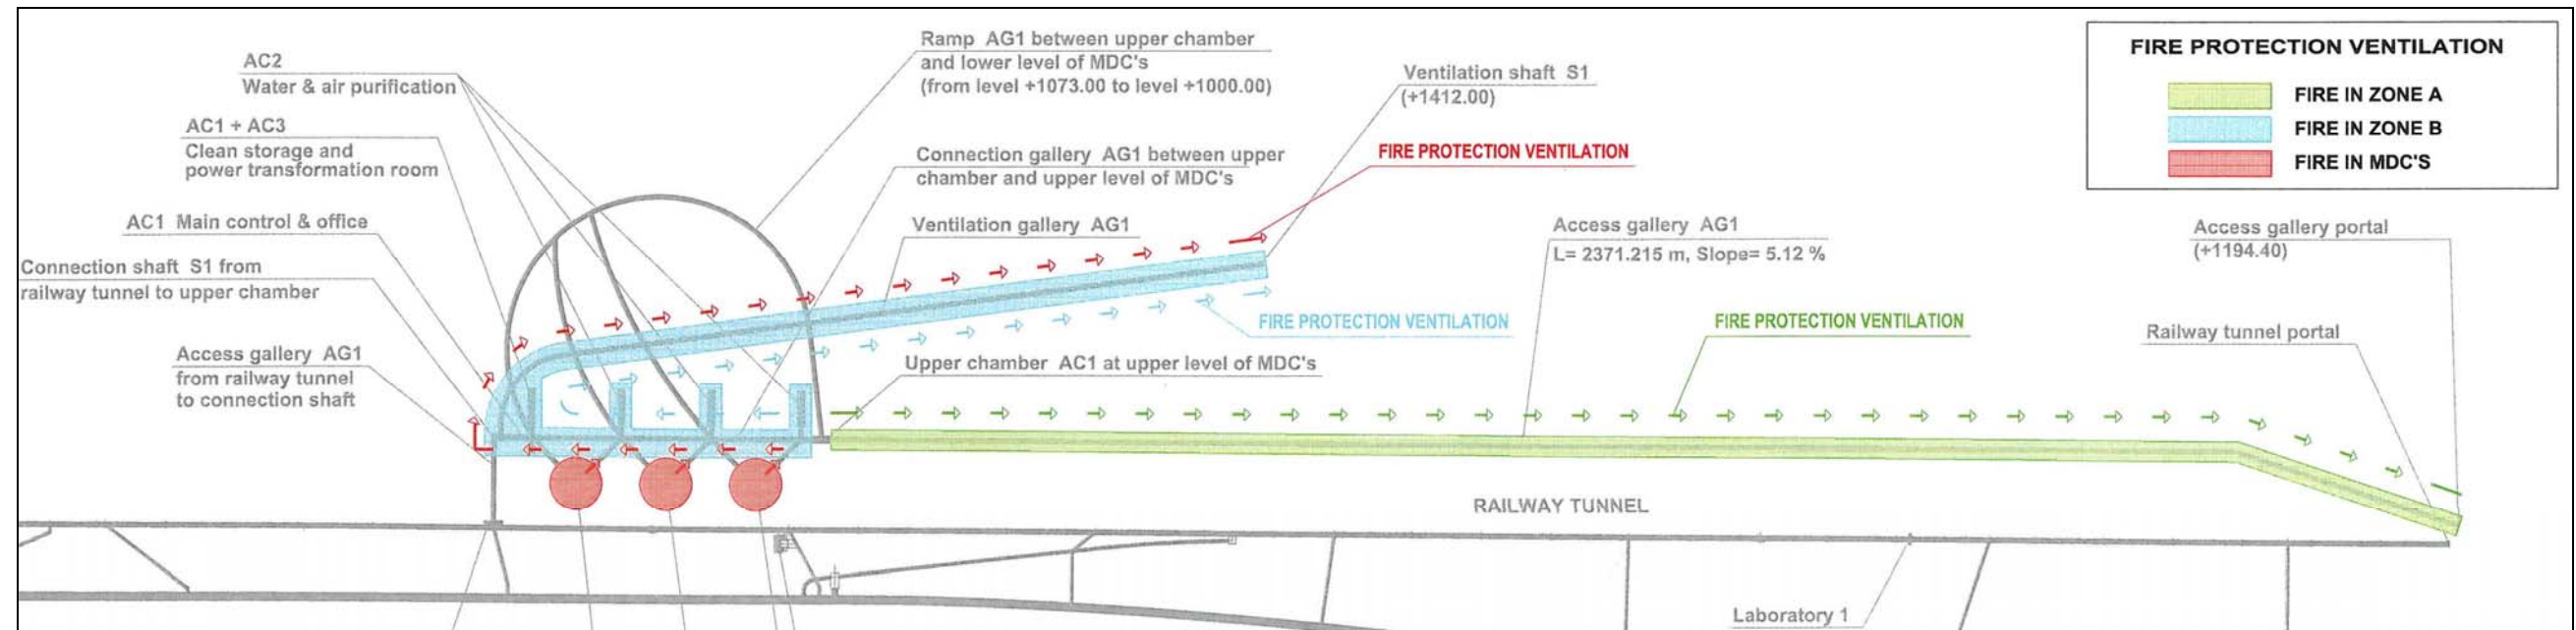 AC2
Water & air purification
AC1 + AC3
Clean storage and
power transformation room
AC1 Main control & office
Connection shaft S1 from
railway tunnel to upper chamber
Access gallery AG1
from railway tunnel
to connection shaft
Ramp AG1 between upper chamber
and lower level of MDC's
(from level +1073.00 to level +1000.00)
Connection gallery AG1 between upper
chamber and upper level of MDC's
Ventilation gallery AG1
Ventilation shaft S1
(+1412.00)
FIRE PROTECTION VENTILATION
FIRE PROTECTION VENTILATION
Upper chamber AC1 at upper level of MDC's
Access gallery AG1
L= 2371.215 m, Slope= 5.12 %
FIRE PROTECTION VENTILATION
FIRE PROTECTION VENTILATION
FIRE IN ZONE A
FIRE IN ZONE B
FIRE IN MDC'S
Access gallery portal
(+1194.40)
Railway tunnel portal
RAILWAY TUNNEL
Laboratory 1